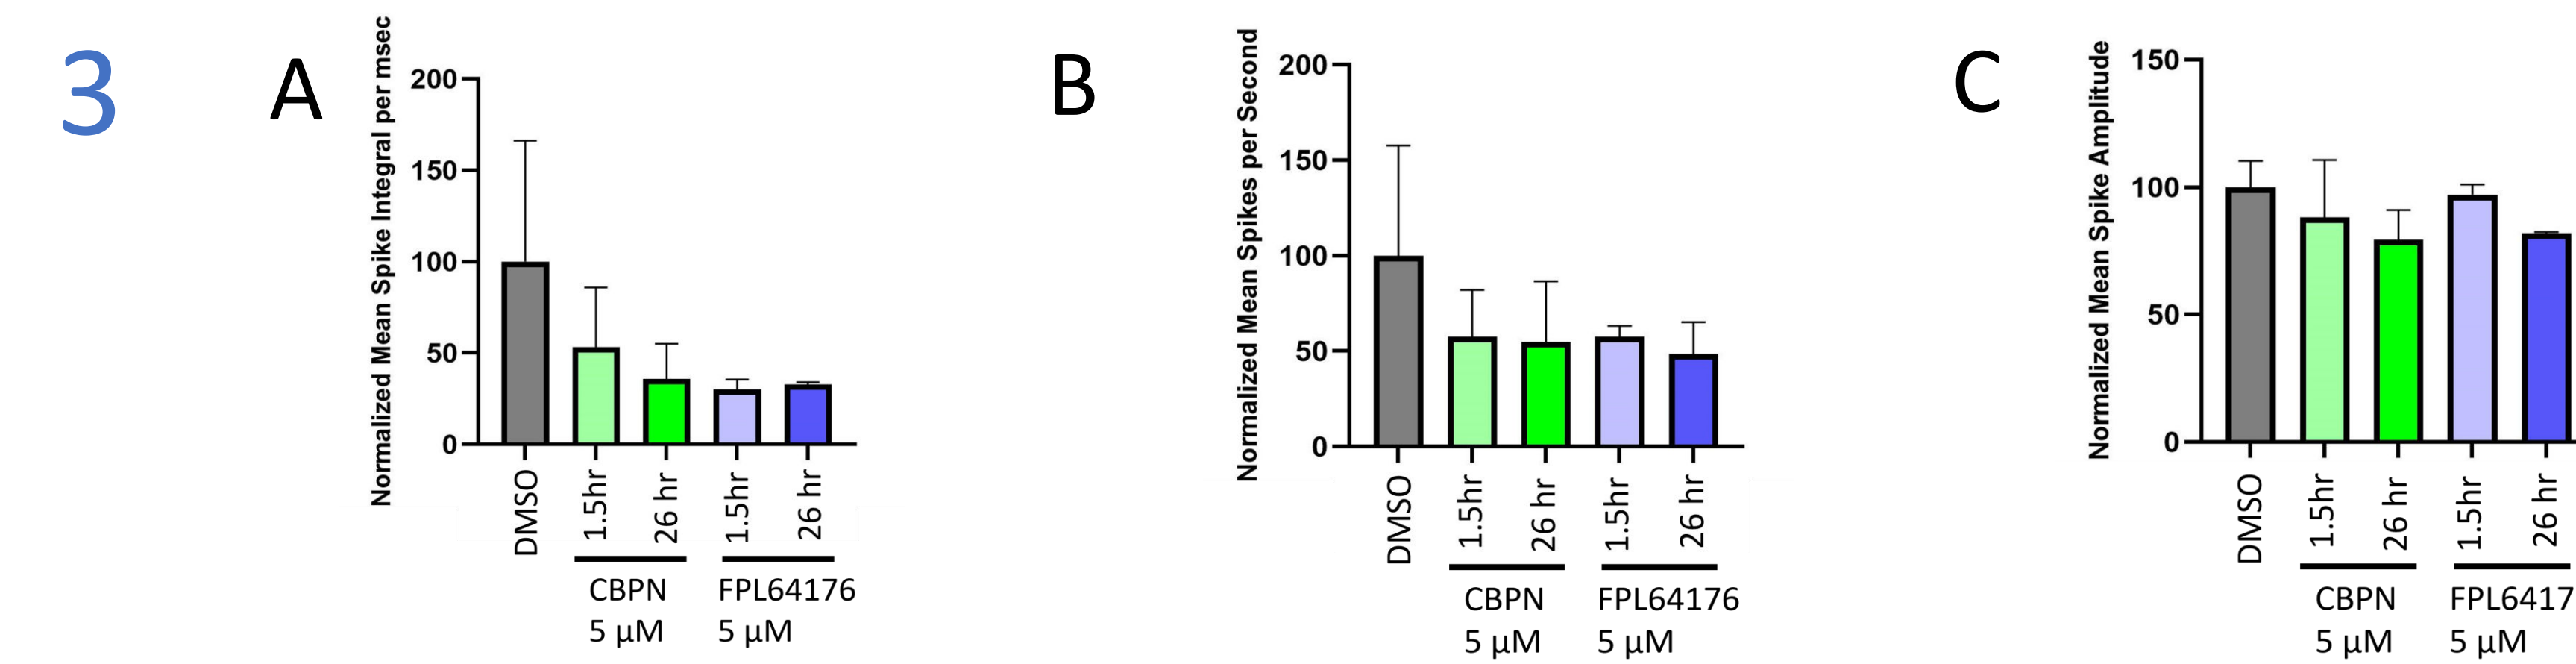 3
A
Normalized Mean Spike Integral per msec
200
150
100
50
0
DMSO
1.5hr
26 hr
1.5hr
26 hr
CBPN
5 µM
FPL64176
5 µM
B
Normalized Mean Spikes per Second
200
150
100
50
0
DMSO
1.5hr
26 hr
1.5hr
26 hr
CBPN
5 µM
FPL64176
5 µM
C
Normalized Mean Spike Amplitude
150
100
50
0
DMSO
1.5hr
26 hr
1.5hr
26 hr
CBPN
5 µM
FPL6417
5 µM